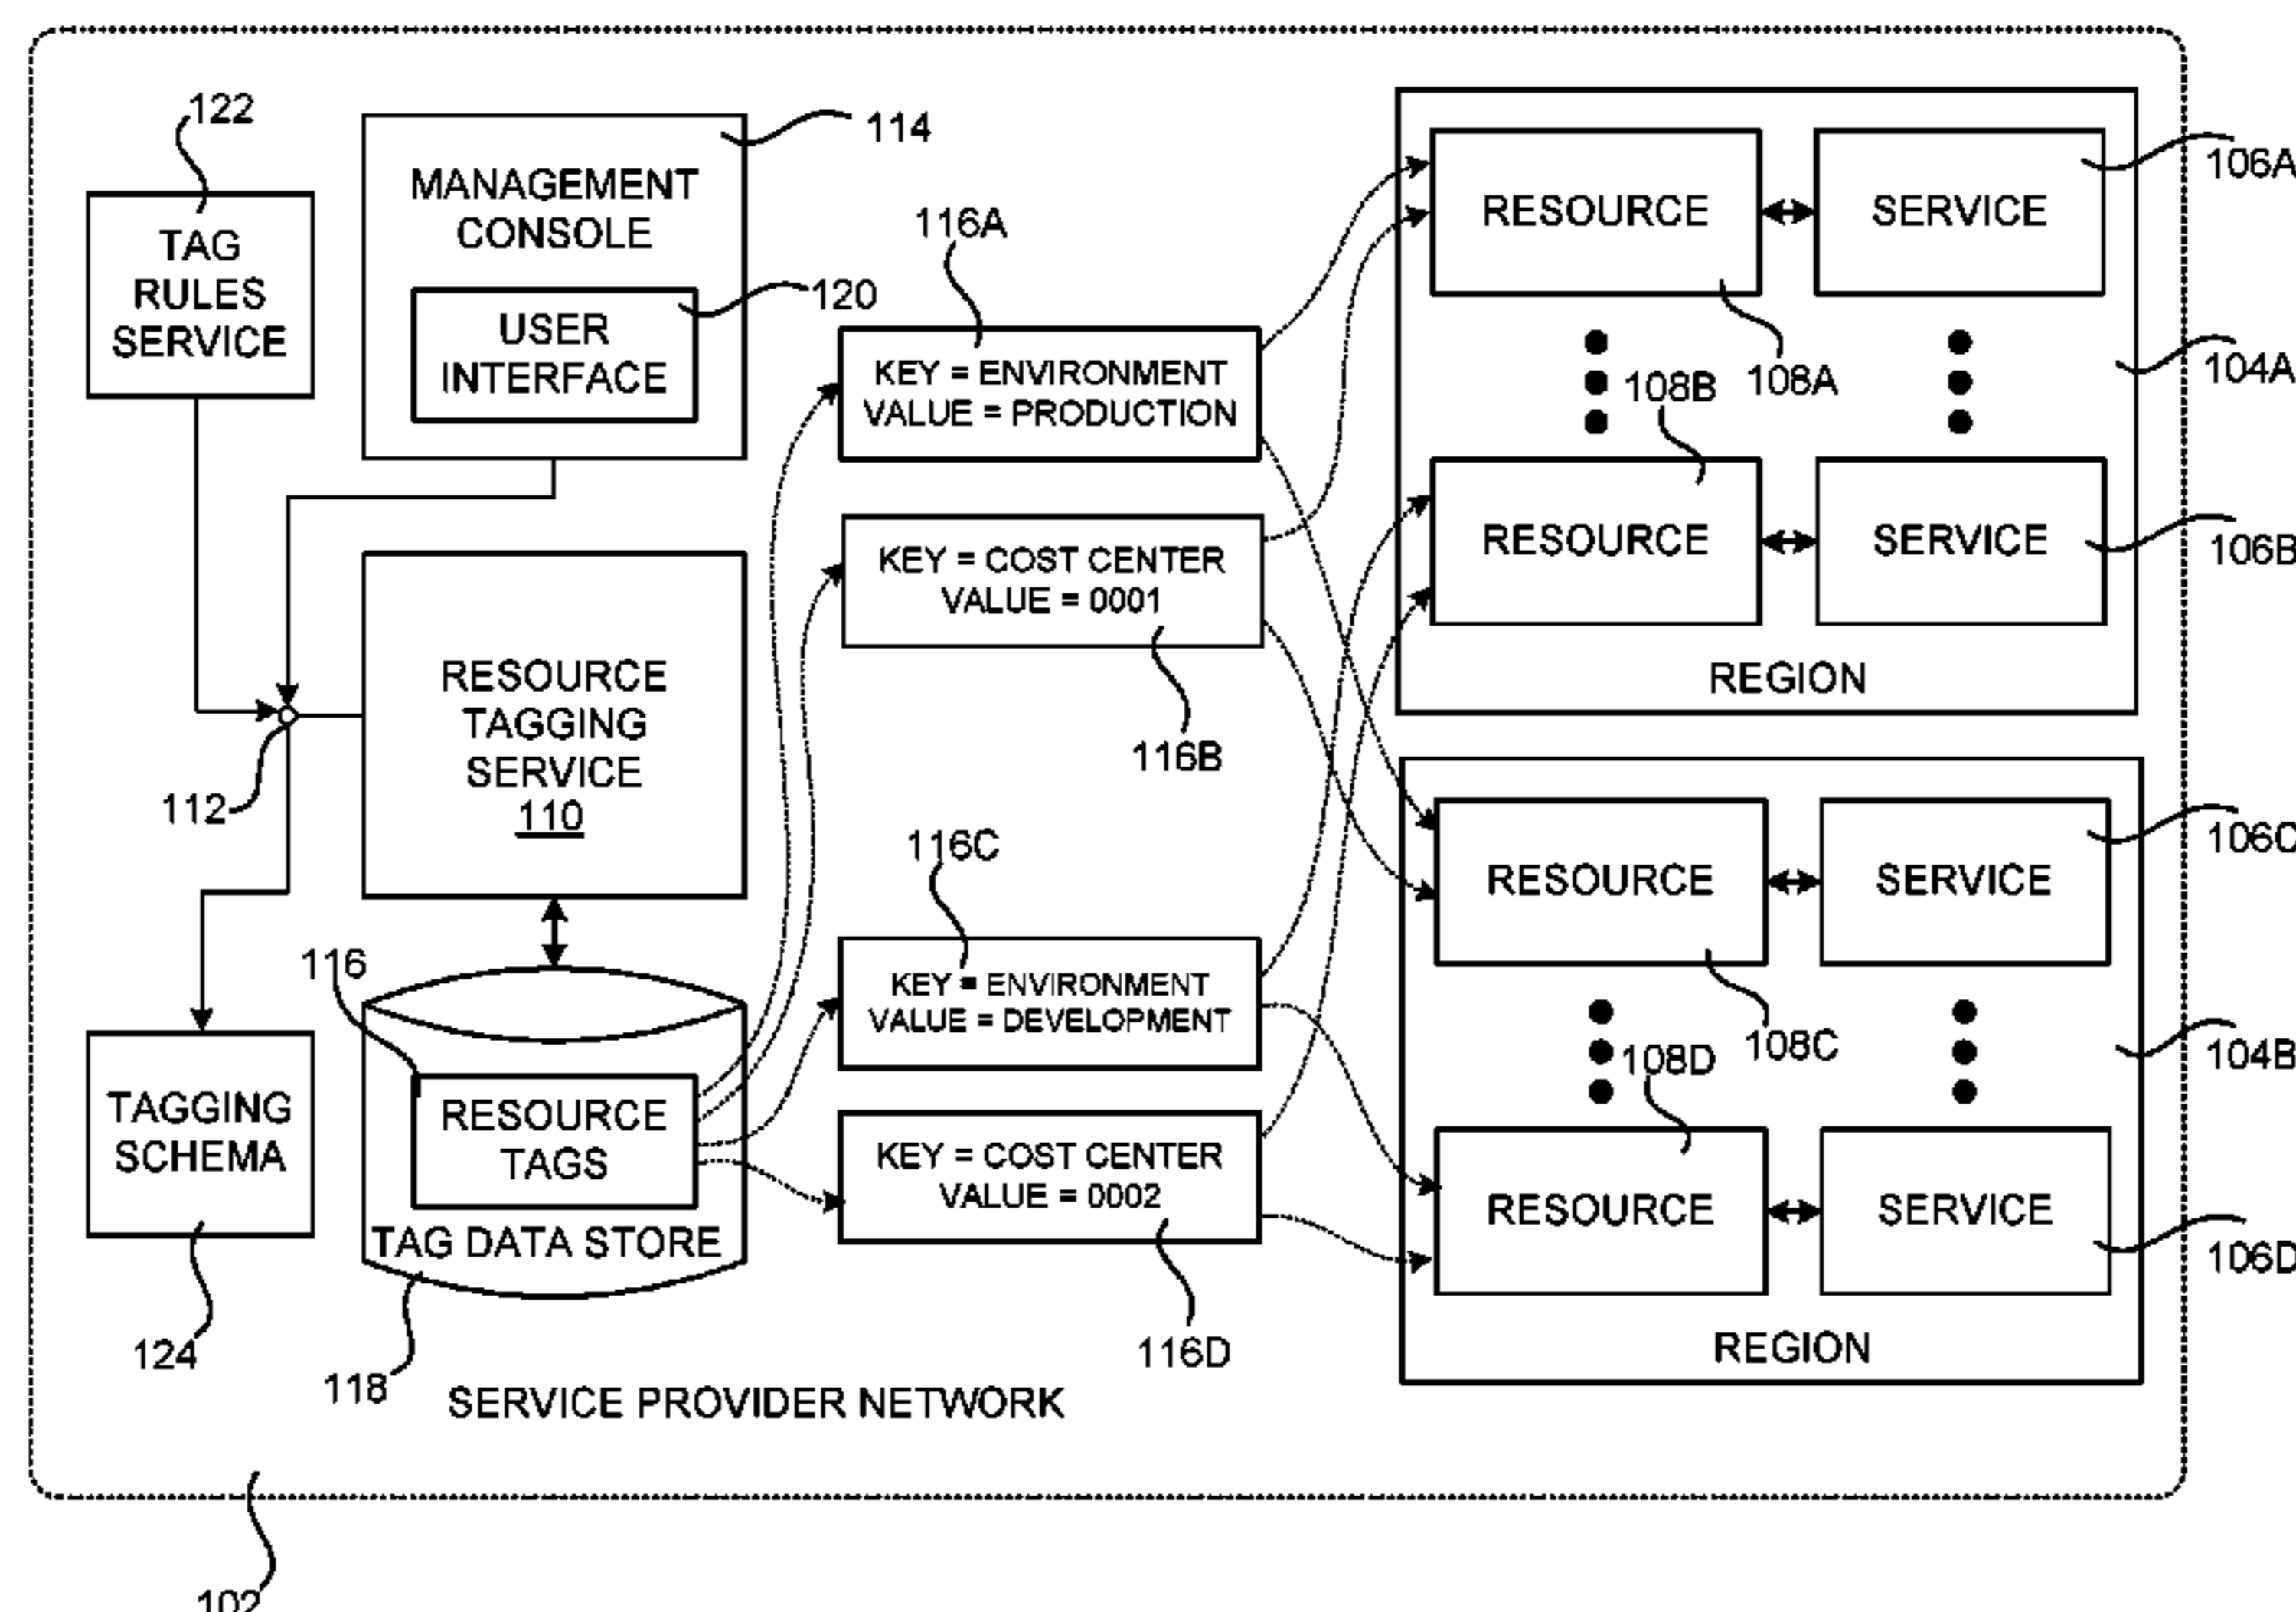 122
TAG
RULES
SERVICE
114
MANAGEMENT
CONSOLE
120
USER
INTERFACE
112
RESOURCE
TAGGING
SERVICE
110
116
RESOURCE
TAGS
TAG DATA STORE
118
TAGGING
SCHEMA
124
116A
KEY = ENVIRONMENT
VALUE = PRODUCTION
KEY = COST CENTER
VALUE = 0001
116B
116C
KEY = ENVIRONMENT
VALUE = DEVELOPMENT
KEY = COST CENTER
VALUE = 0002
116D
RESOURCE
SERVICE
106A
108A
104A
108B
RESOURCE
SERVICE
106B
REGION
RESOURCE
SERVICE
106C
108C
104B
108D
RESOURCE
SERVICE
106D
REGION
SERVICE PROVIDER NETWORK
102